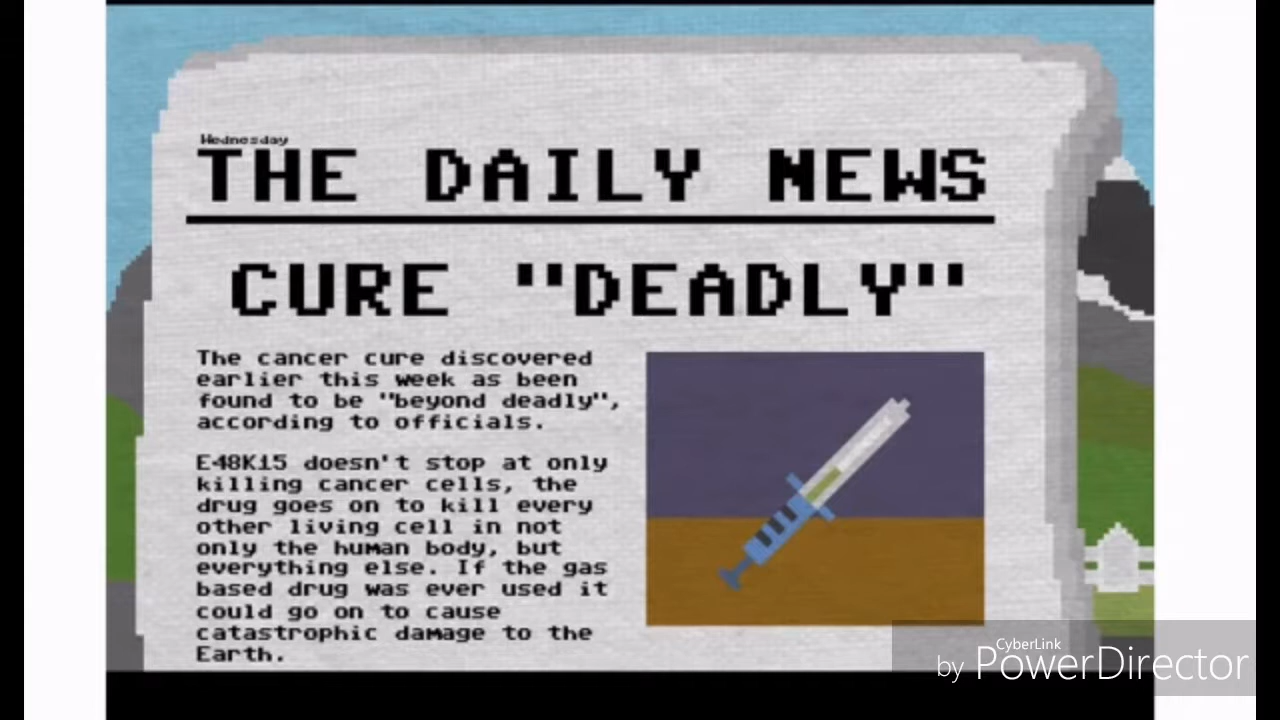 Wednesday
THE DAILY NEWS
CURE "DEADLY"
The cancer cure discovered
earlier this week as been
found to be "beyond deadly",
according to officials.
E48K15 doesn't stop at only
killing cancer cells, the
drug goes on to kill every
other living cell in not
only the human body, but
everything else. If the gas
based drug was ever used it
could go on to cause
catastrophic damage to the
Earth.
CyberLink
by PowerDirector